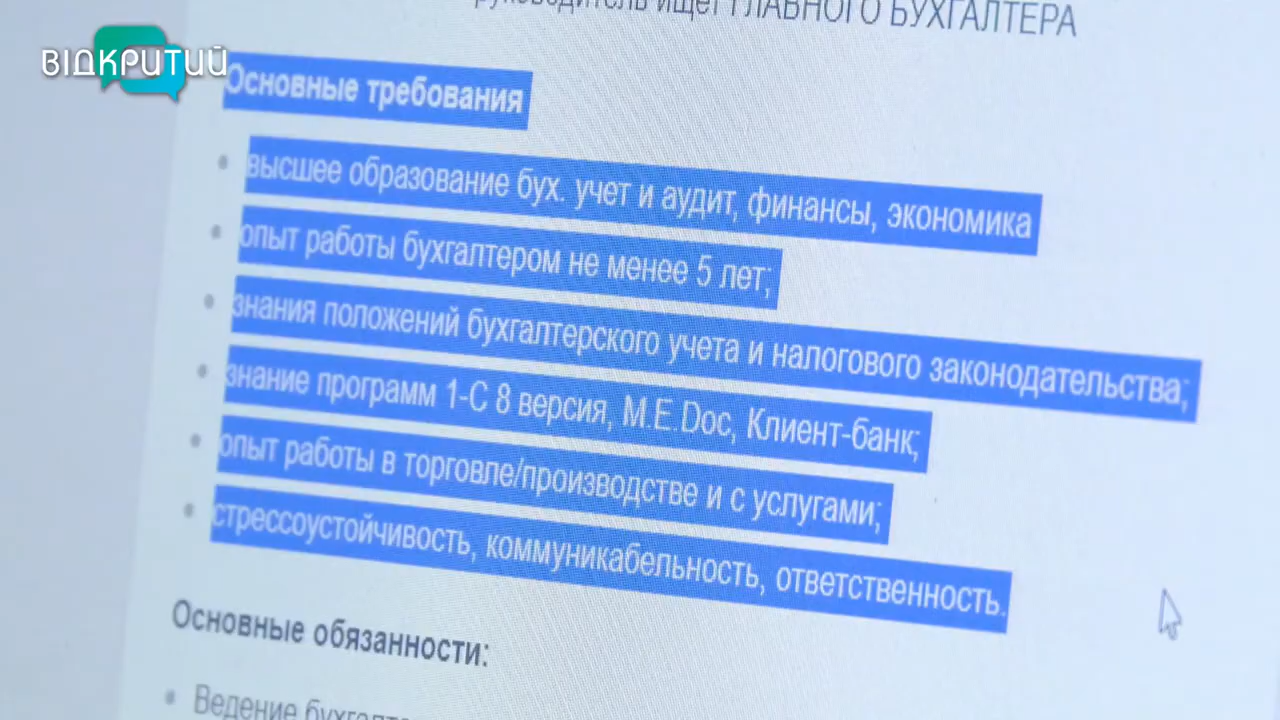 руководитель ищет ГЛАВНОГО БУХГАЛТЕРА
ВІДКРИТИЙ
Основные требования
высшее образование бух. учет и аудит, финансы, экономика
опыт работы бухгалтером не менее 5 лет;
знания положений бухгалтерского учета и налогового законодательства;
знание программ 1-С 8 версия, M.E.Doc, Клиент-банк;
опыт работы в торговле/производстве и с услугами;
стрессоустойчивость, коммуникабельность, ответственность.
Основные обязанности:
Ведение